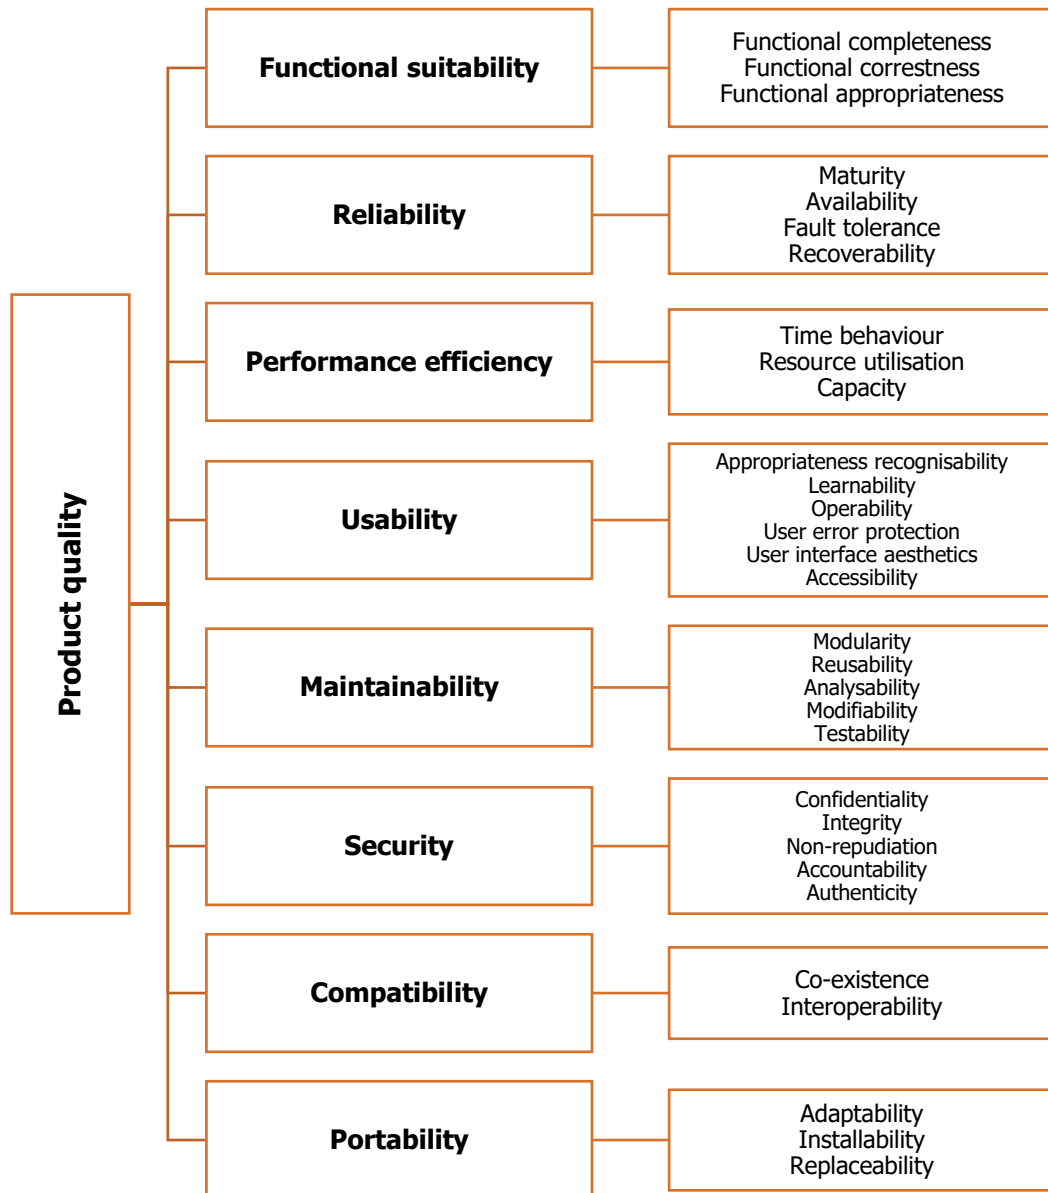 Product quality
Functional suitability
Functional completeness
Functional correstness
Functional appropriateness
Reliability
Maturity
Availability
Fault tolerance
Recoverability
Performance efficiency
Time behaviour
Resource utilisation
Capacity
Usability
Appropriateness recognisability
Learnability
Operability
User error protection
User interface aesthetics
Accessibility
Maintainability
Modularity
Reusability
Analysability
Modifiability
Testability
Security
Confidentiality
Integrity
Non-repudiation
Accountability
Authenticity
Compatibility
Co-existence
Interoperability
Portability
Adaptability
Installability
Replaceability